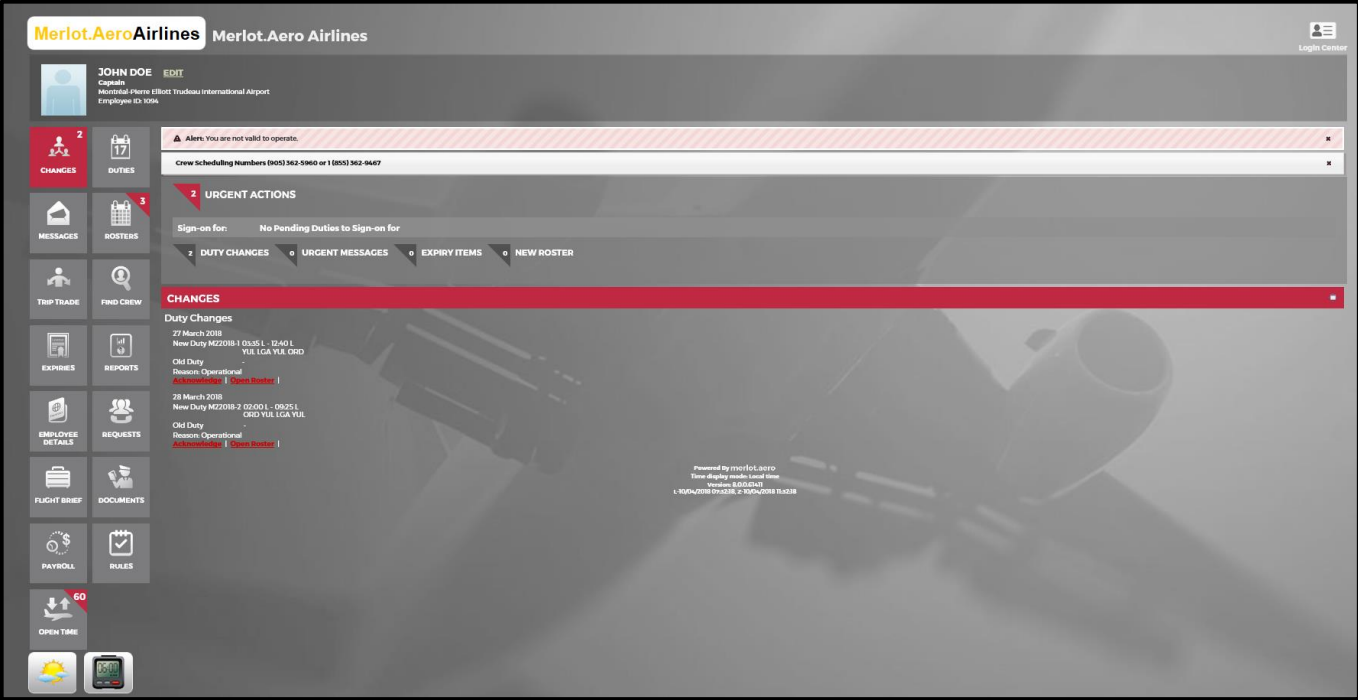 Merlot.AeroAirlines Merlot.Aero Airlines
Login Center
JOHN DOE EDIT
Captain
Montréal-Pierre Elliott Trudeau International Airport
Employee ID: 1094
CHANGES 2
DUTIES 17
MESSAGES
ROSTERS 3
TRIP TRADE
FIND CREW
EXPIRIES
REPORTS
EMPLOYEE
DETAILS
REQUESTS
FLIGHT BRIEF
DOCUMENTS
PAYROLL $
RULES
OPEN TIME 60
Alert: You are not valid to operate.
Crew Scheduling Numbers (905) 362-5960 or 1 (855) 362-9467
2 URGENT ACTIONS
Sign-on for: No Pending Duties to Sign-on for
2 DUTY CHANGES 0 URGENT MESSAGES 0 EXPIRY ITEMS 0 NEW ROSTER
CHANGES
Duty Changes
27 March 2018
New Duty M22018-1 03:35 L - 12:40 L
YUL LGA YUL ORD
Old Duty -
Reason: Operational
Acknowledge | Open Roster |
28 March 2018
New Duty M22018-2 02:00 L - 09:25 L
ORD YUL LGA YUL
Old Duty -
Reason: Operational
Acknowledge | Open Roster |
Powered By merlot.aero
Time display mode: Local time
Version: 8.0.0.61411